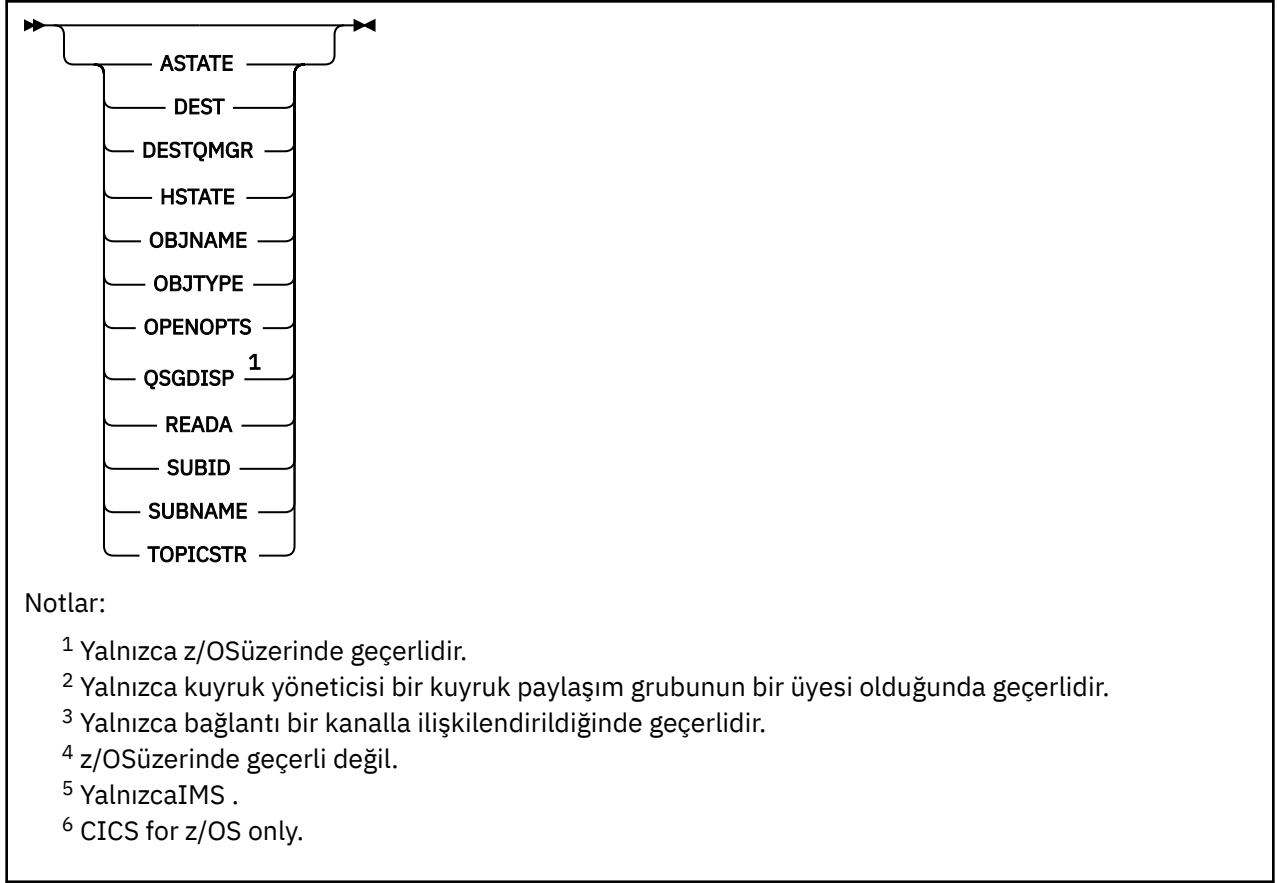 ASTATE
DEST
DESTQMGR
HSTATE
OBJNAME
OBJTYPE
OPENOPTS
QSGDISP 1
READA
SUBID
SUBNAME
TOPICSTR
Notlar:
1 Yalnızca z/OSüzerinde geçerlidir.
2 Yalnızca kuyruk yöneticisi bir kuyruk paylaşım grubunun bir üyesi olduğunda geçerlidir.
3 Yalnızca bağlantı bir kanalla ilişkilendirildiğinde geçerlidir.
4 z/OSüzerinde geçerli değil.
5 YalnızcaIMS .
6 CICS for z/OS only.